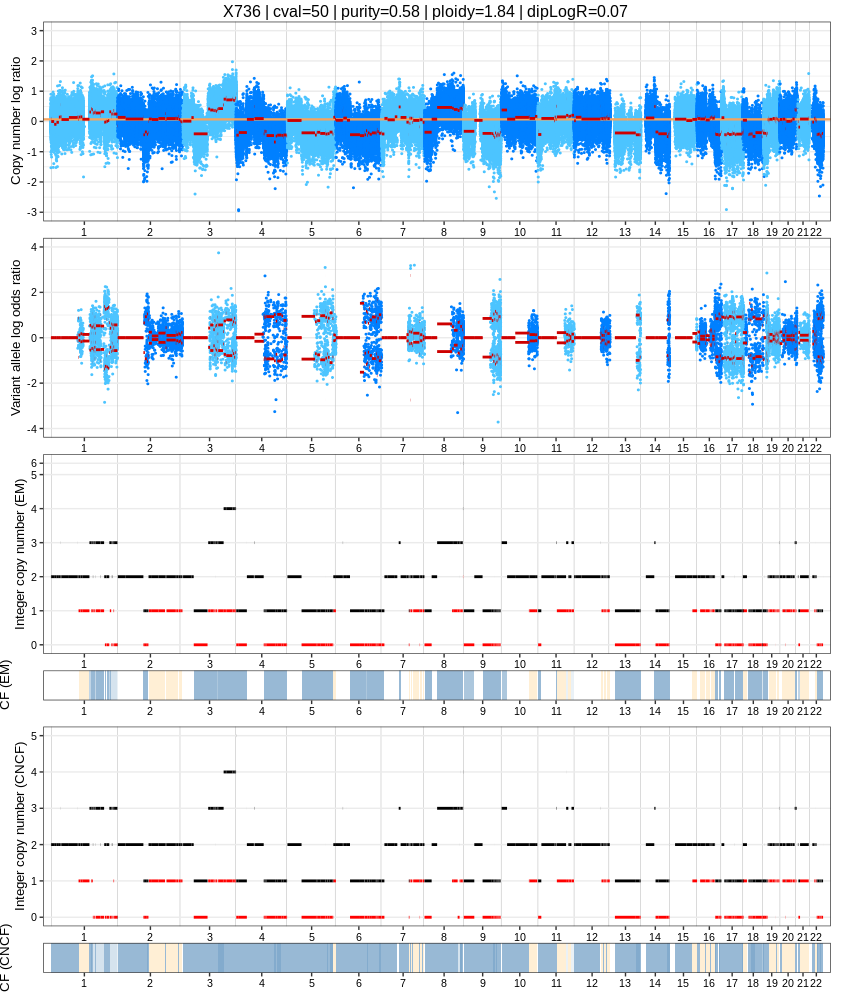 X736 | cval=50 | purity=0.58 | ploidy=1.84 | dipLogR=0.07
Copy number log ratio
3
2
1
0
-1
-2
-3
1 2 3 4 5 6 7 8 9 10 11 12 13 14 15 16 17 18 19 20 21 22
Variant allele log odds ratio
4
2
0
-2
-4
1 2 3 4 5 6 7 8 9 10 11 12 13 14 15 16 17 18 19 20 21 22
Integer copy number (EM)
6
5
4
3
2
1
0
1 2 3 4 5 6 7 8 9 10 11 12 13 14 15 16 17 18 19 20 21 22
CF (EM)
1 2 3 4 5 6 7 8 9 10 11 12 13 14 15 16 17 18 19 20 21 22
Integer copy number (CNCF)
5
4
3
2
1
0
1 2 3 4 5 6 7 8 9 10 11 12 13 14 15 16 17 18 19 20 21 22
CF (CNCF)
1 2 3 4 5 6 7 8 9 10 11 12 13 14 15 16 17 18 19 20 21 22